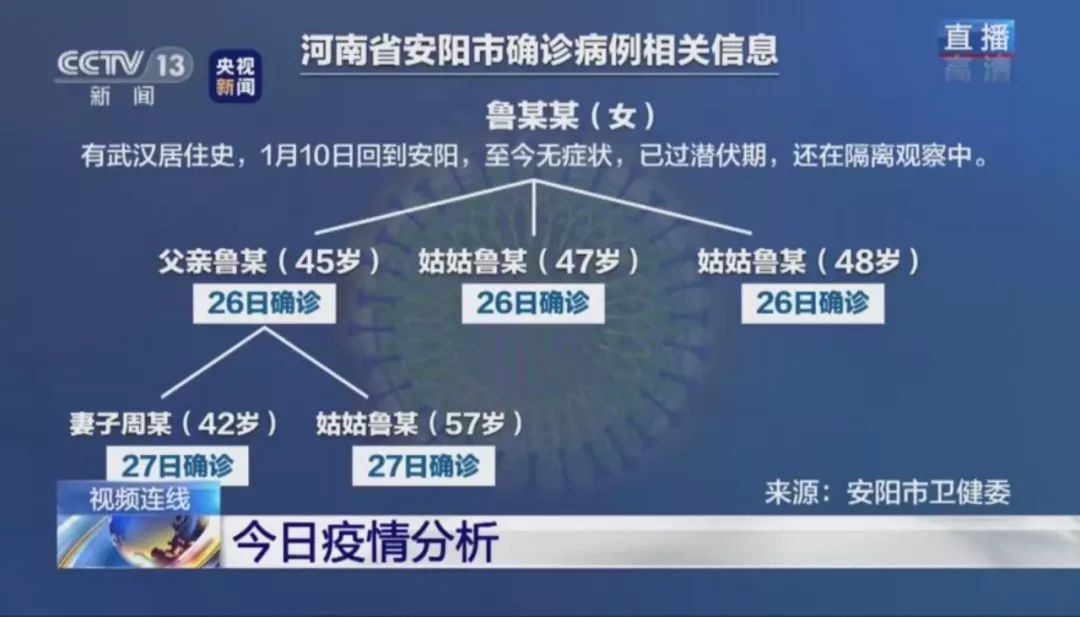 CCTV 13
新闻
央视
新闻
河南省安阳市确诊病例相关信息
直播
高清
鲁某某（女）
有武汉居住史，1月10日回到安阳，至今无症状，已过潜伏期，还在隔离观察中。
父亲鲁某（45岁） 姑姑鲁某（47岁） 姑姑鲁某（48岁）
26日确诊 26日确诊 26日确诊
妻子周某（42岁） 姑姑鲁某（57岁）
27日确诊 27日确诊
来源：安阳市卫健委
视频连线
今日疫情分析